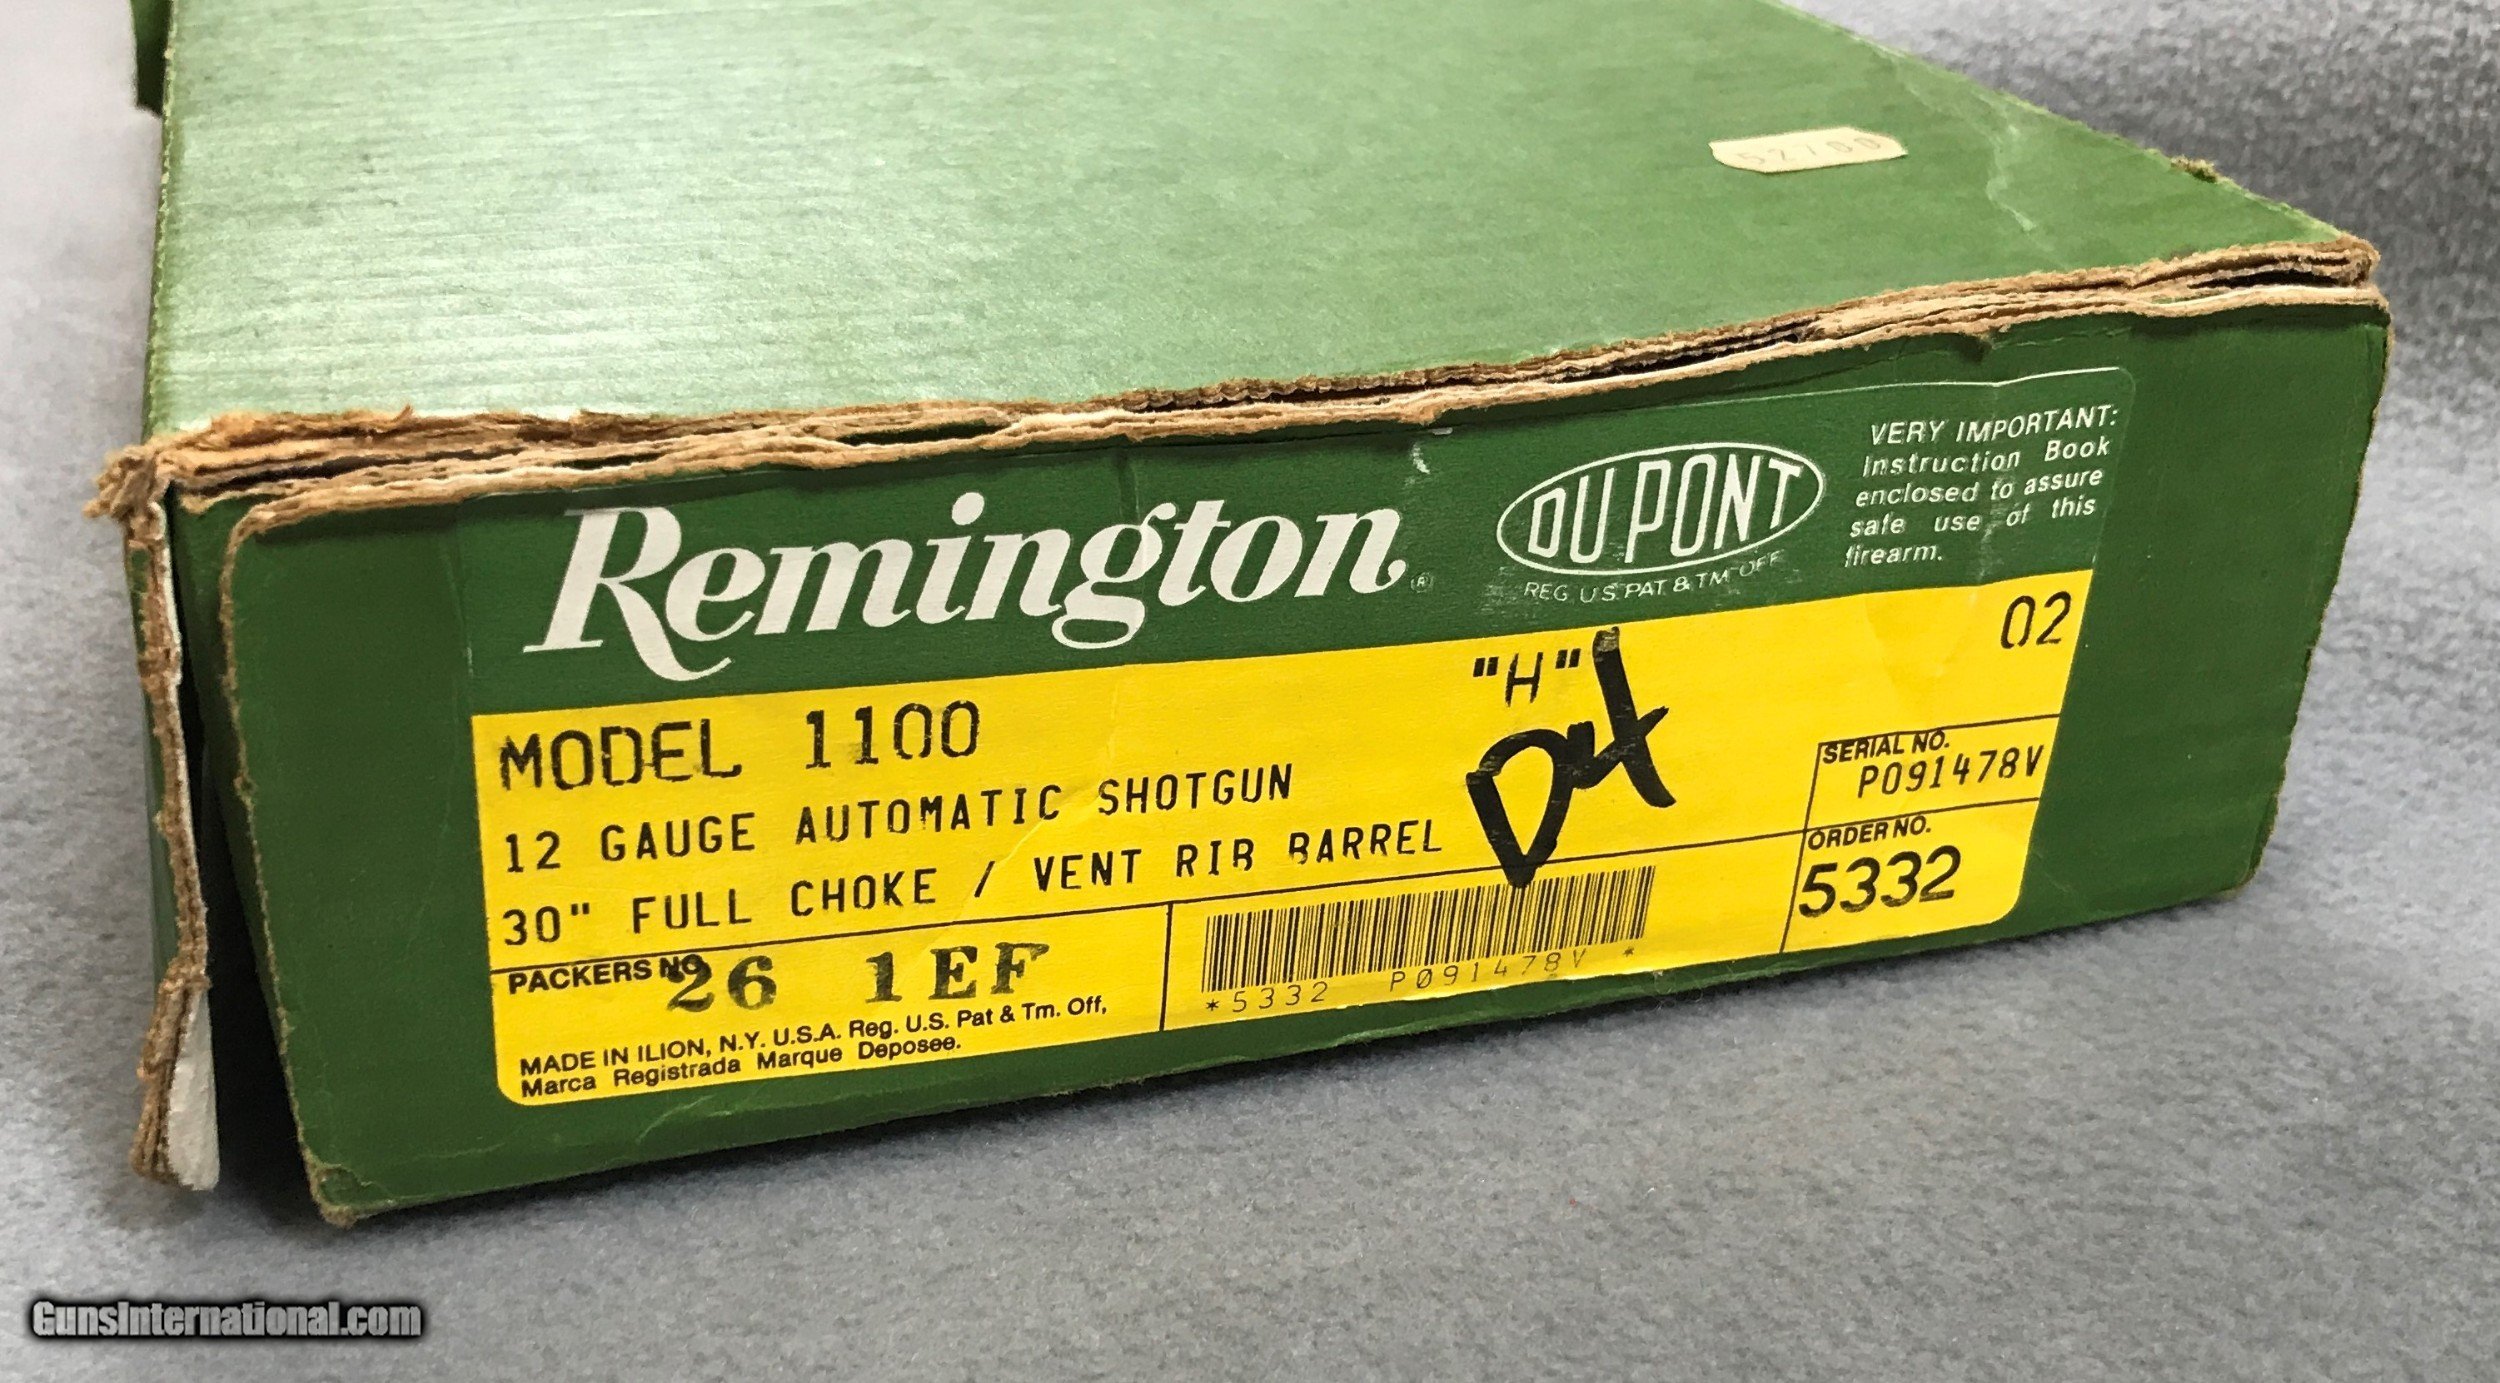 Remington®
DU PONT
REG. U.S. PAT. & TM. OFF.
VERY IMPORTANT:
Instruction Book
enclosed to assure
safe use of this
firearm.
"H"
02
MODEL 1100
12 GAUGE AUTOMATIC SHOTGUN
30" FULL CHOKE / VENT RIB BARREL
SERIAL NO.
P091478V
ORDER NO.
5332
PACKERS NO.
26 1EF
*5332 P091478V *
MADE IN ILION, N.Y. U.S.A. Reg. U.S. Pat & Tm. Off,
Marca Registrada Marque Deposee.
GunsInternational.com